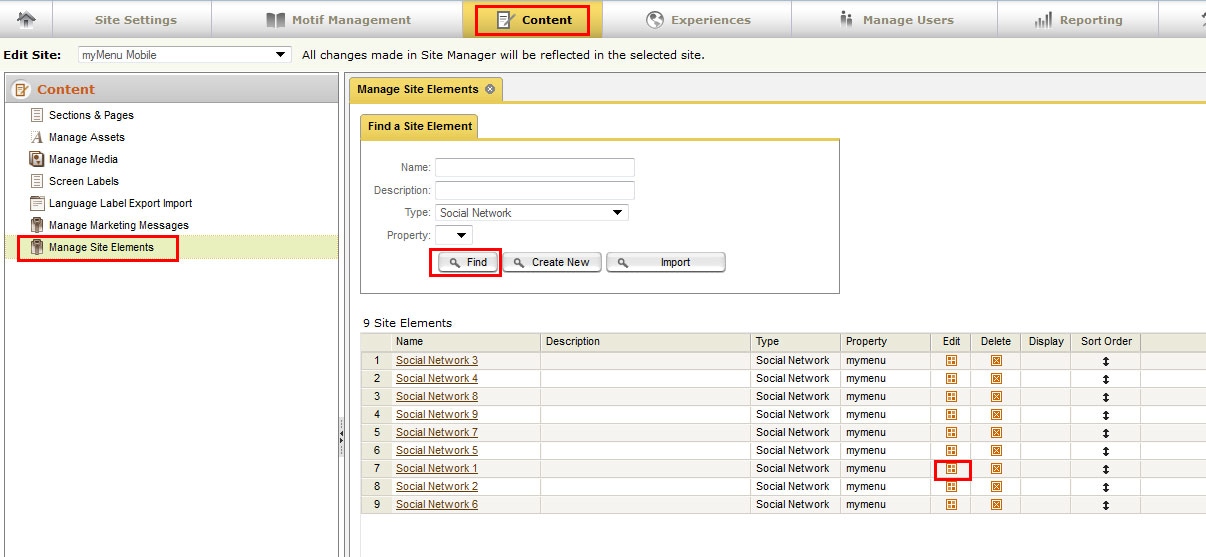 Site Settings Motif Management Content Experiences Manage Users Reporting
Edit Site: myMenu Mobile All changes made in Site Manager will be reflected in the selected site.
Content
Sections & Pages
Manage Assets
Manage Media
Screen Labels
Language Label Export Import
Manage Marketing Messages
Manage Site Elements
Manage Site Elements
Find a Site Element
Name:
Description:
Type: Social Network
Property:
Find Create New Import
9 Site Elements
Name Description Type Property Edit Delete Display Sort Order
1 Social Network 3 Social Network mymenu
2 Social Network 4 Social Network mymenu
3 Social Network 8 Social Network mymenu
4 Social Network 9 Social Network mymenu
5 Social Network 7 Social Network mymenu
6 Social Network 5 Social Network mymenu
7 Social Network 1 Social Network mymenu
8 Social Network 2 Social Network mymenu
9 Social Network 6 Social Network mymenu